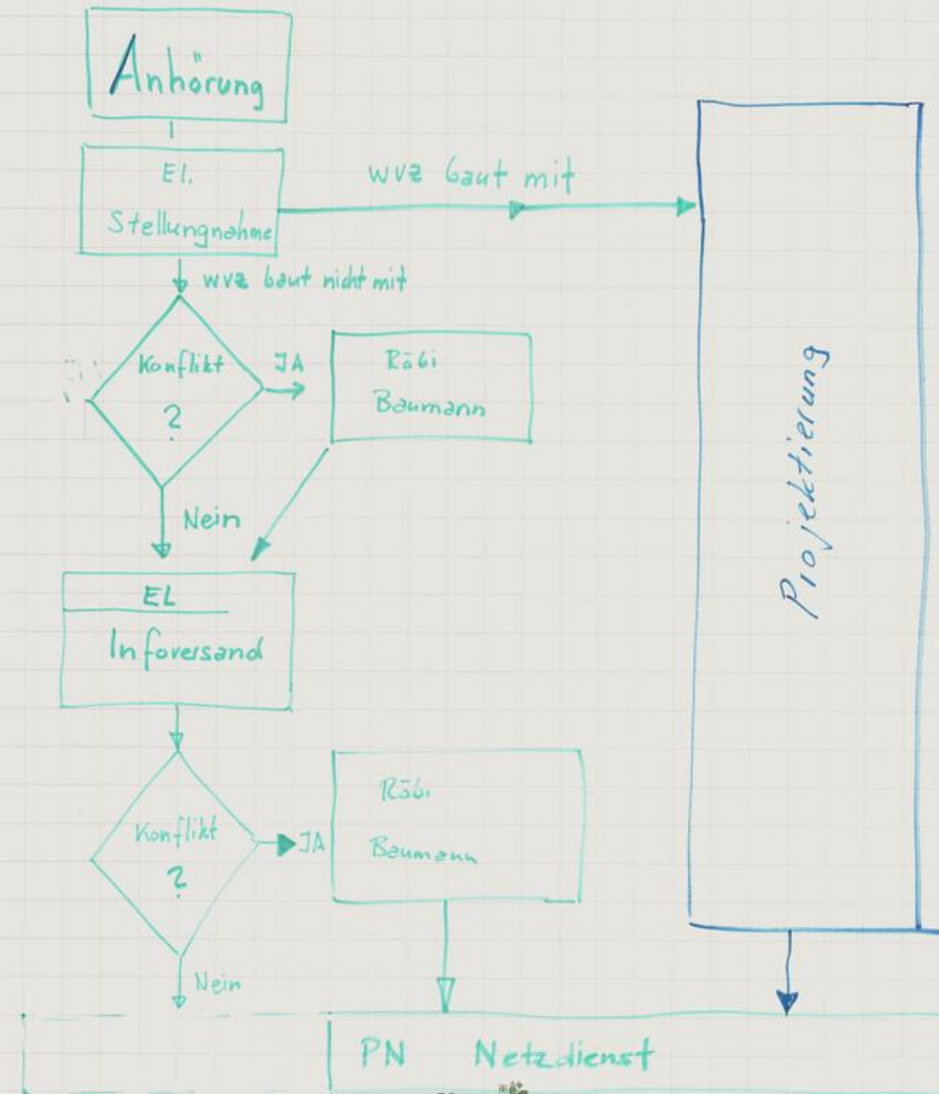 Anhörung
El.
Stellungnahme
wvz baut mit
wvz baut nicht mit
Konflikt
?
JA
Röbi
Baumann
Nein
EL
Infoversand
Konflikt
?
JA
Röbi
Baumann
Nein
Projektierung
PN Netzdienst